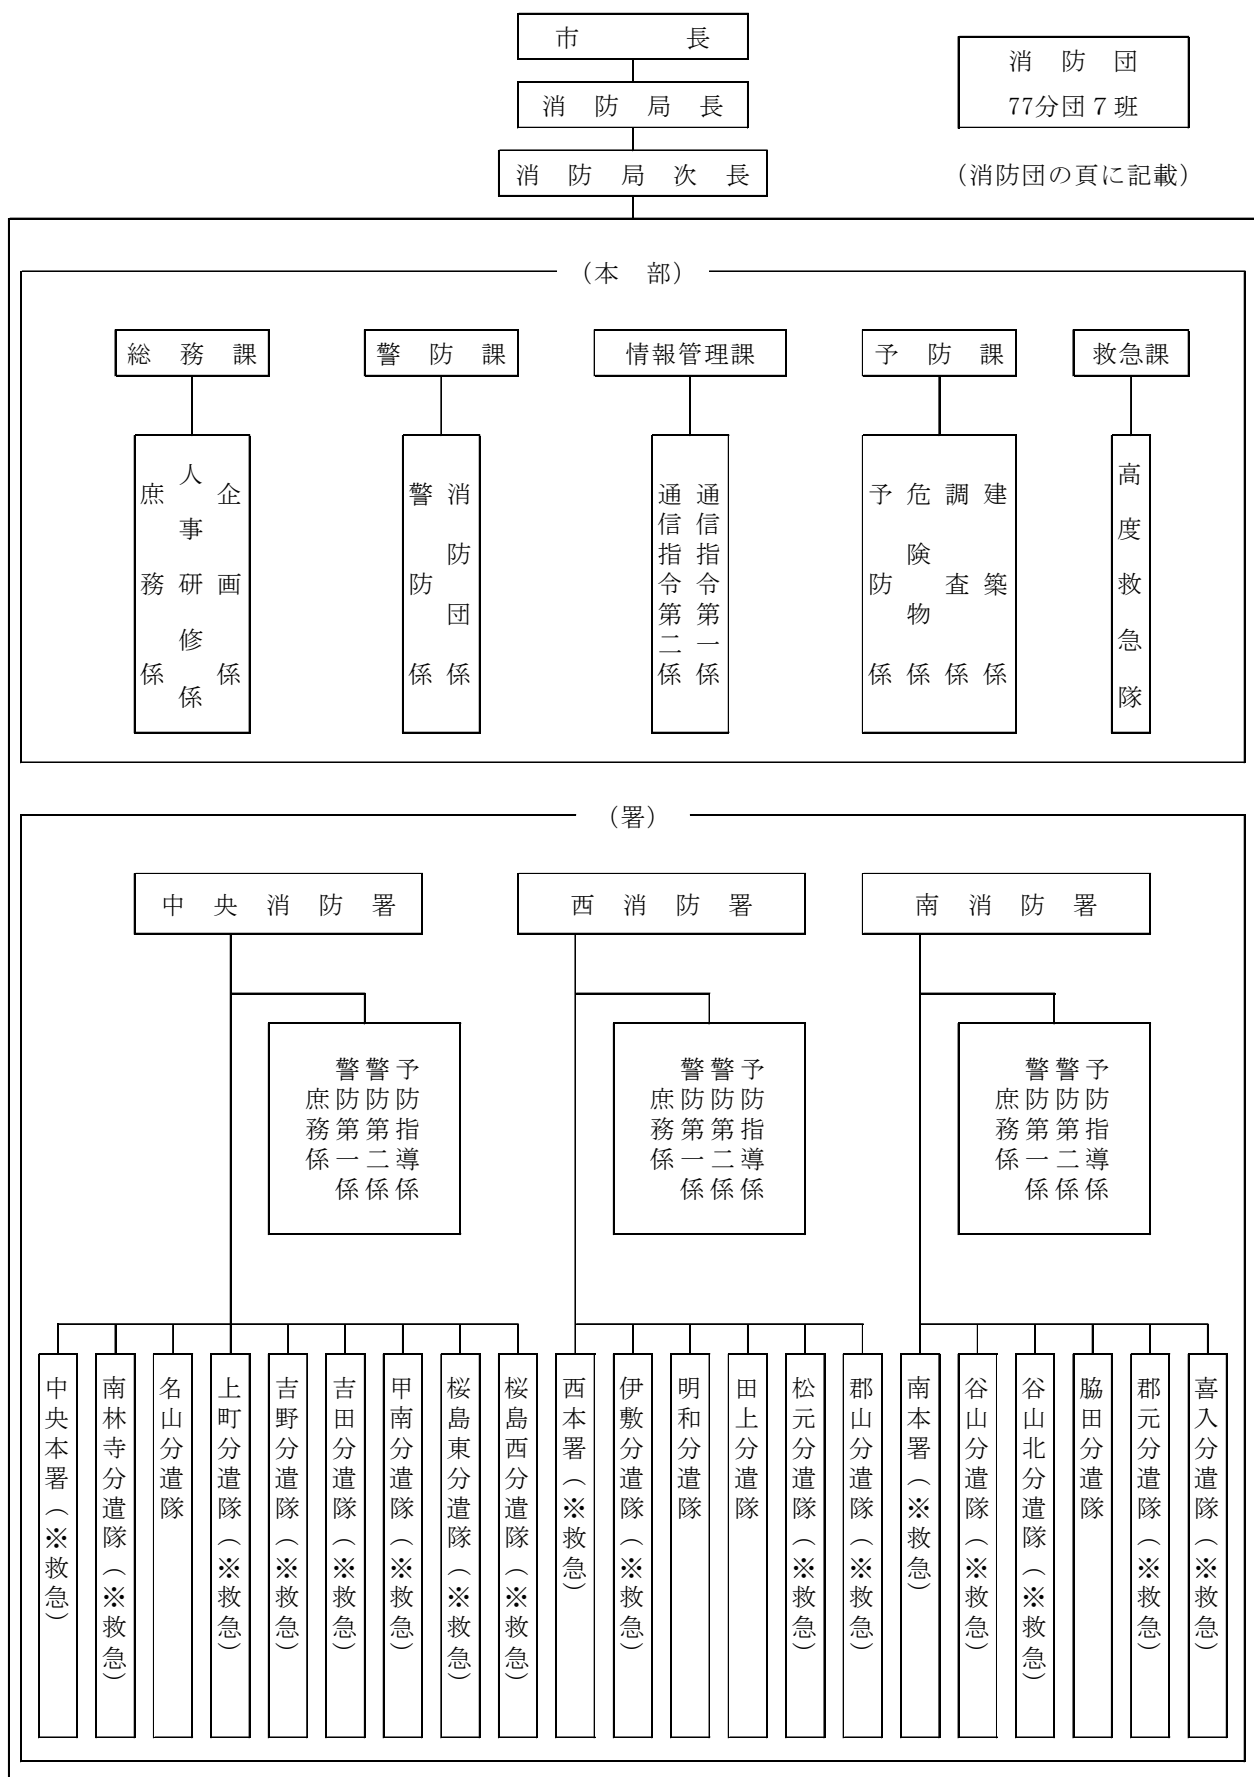 市長
消防団
77分団7班
消防局長
消防局次長
(消防団の頁に記載)
(本部)
総務課
警防課
情報管理課
予防課
救急課
庶務係
人事研修係
企画係
警防係
消防団係
通信指令第二係
通信指令第一係
予防係
危険物係
調査係
建築係
高度救急隊
(署)
中央消防署
西消防署
南消防署
庶務係
警防第一係
警防第二係
予防指導係
庶務係
警防第一係
警防第二係
予防指導係
庶務係
警防第一係
警防第二係
予防指導係
中央本署(※救急)
南林寺分遣隊(※救急)
名山分遣隊
上町分遣隊(※救急)
吉野分遣隊(※救急)
吉田分遣隊(※救急)
甲南分遣隊(※救急)
桜島東分遣隊(※救急)
桜島西分遣隊(※救急)
西本署(※救急)
伊敷分遣隊(※救急)
明和分遣隊
田上分遣隊
松元分遣隊(※救急)
郡山分遣隊(※救急)
南本署(※救急)
谷山分遣隊(※救急)
谷山北分遣隊(※救急)
脇田分遣隊
郡元分遣隊(※救急)
喜入分遣隊(※救急)